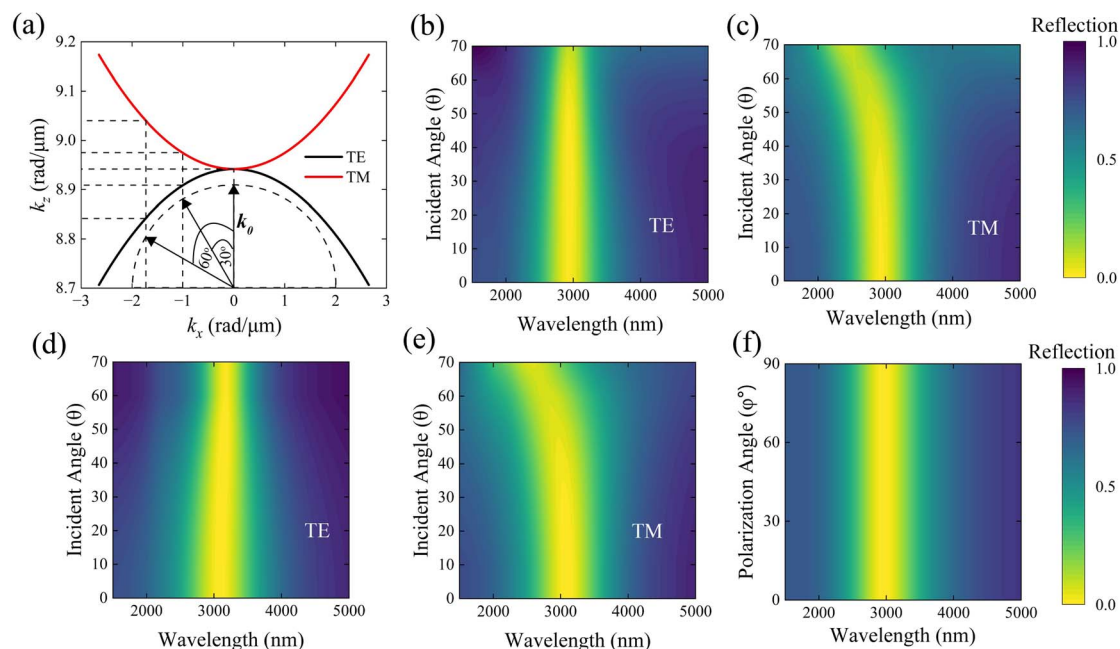 (a)
9.2
9.1
9.0
8.9
8.8
8.7
k_z (rad/μm)
TE
TM
k_0
60°
30°
−3 −2 −1 0 1 2 3
k_x (rad/μm)
(b)
70
60
50
40
30
20
10
0
Incident Angle (θ)
TE
2000 3000 4000 5000
Wavelength (nm)
(c)
70
60
50
40
30
20
10
0
Incident Angle (θ)
TM
2000 3000 4000 5000
Wavelength (nm)
Reflection
1.0
0.5
0.0
(d)
70
60
50
40
30
20
10
0
Incident Angle (θ)
TE
2000 3000 4000 5000
Wavelength (nm)
(e)
70
60
50
40
30
20
10
0
Incident Angle (θ)
TM
2000 3000 4000 5000
Wavelength (nm)
(f)
90
60
30
0
Polarization Angle (φ°)
2000 3000 4000 5000
Wavelength (nm)
Reflection
1.0
0.5
0.0